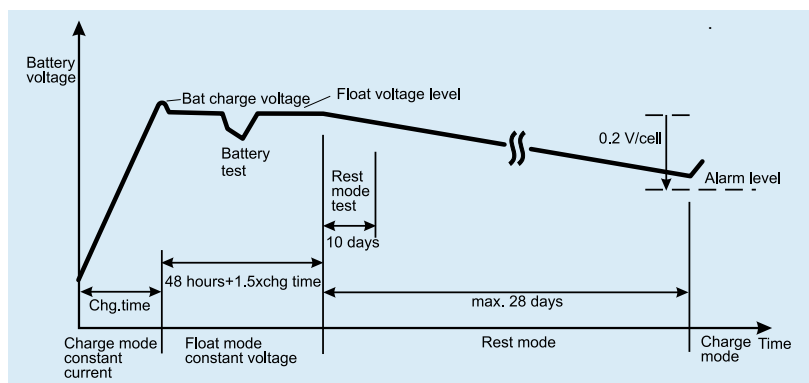 Battery
voltage
Bat charge voltage
Float voltage level
Battery
test
0.2 V/cell
Alarm level
Rest
mode
test
10 days
48 hours+1.5xchg time
Chg.time
max. 28 days
Charge mode
constant
current
Float mode
constant voltage
Rest mode
Charge
mode
Time